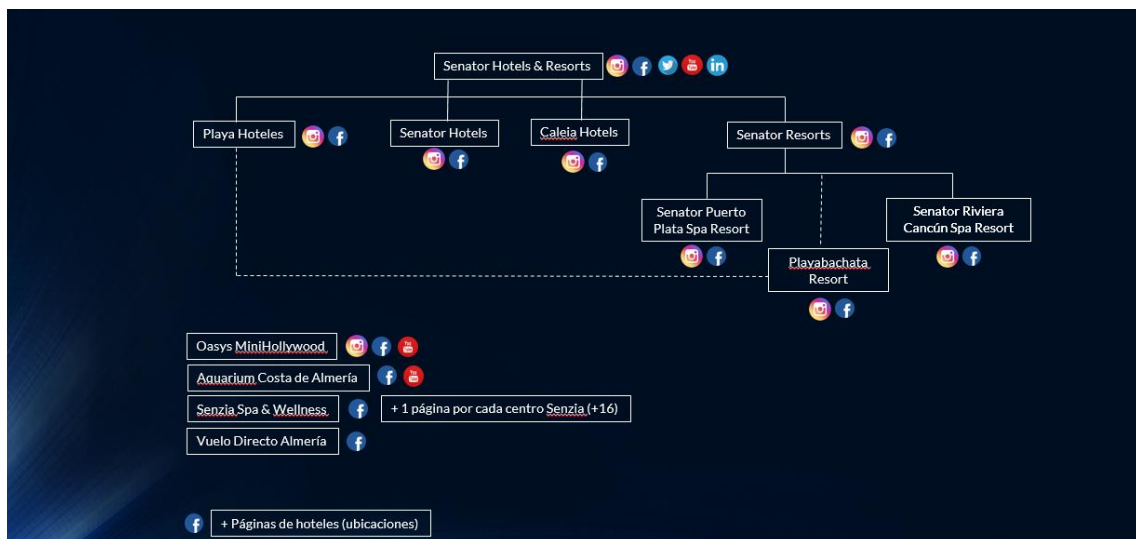 Senator Hotels & Resorts
Playa Hoteles
Senator Hotels
Caleia Hotels
Senator Resorts
Senator Puerto
Plata Spa Resort
Senator Riviera
Cancún Spa Resort
Playabachata
Resort
Oasys MiniHollywood
Aquarium Costa de Almería
Senzia Spa & Wellness
+ 1 página por cada centro Senzia (+16)
Vuelo Directo Almería
+ Páginas de hoteles (ubicaciones)